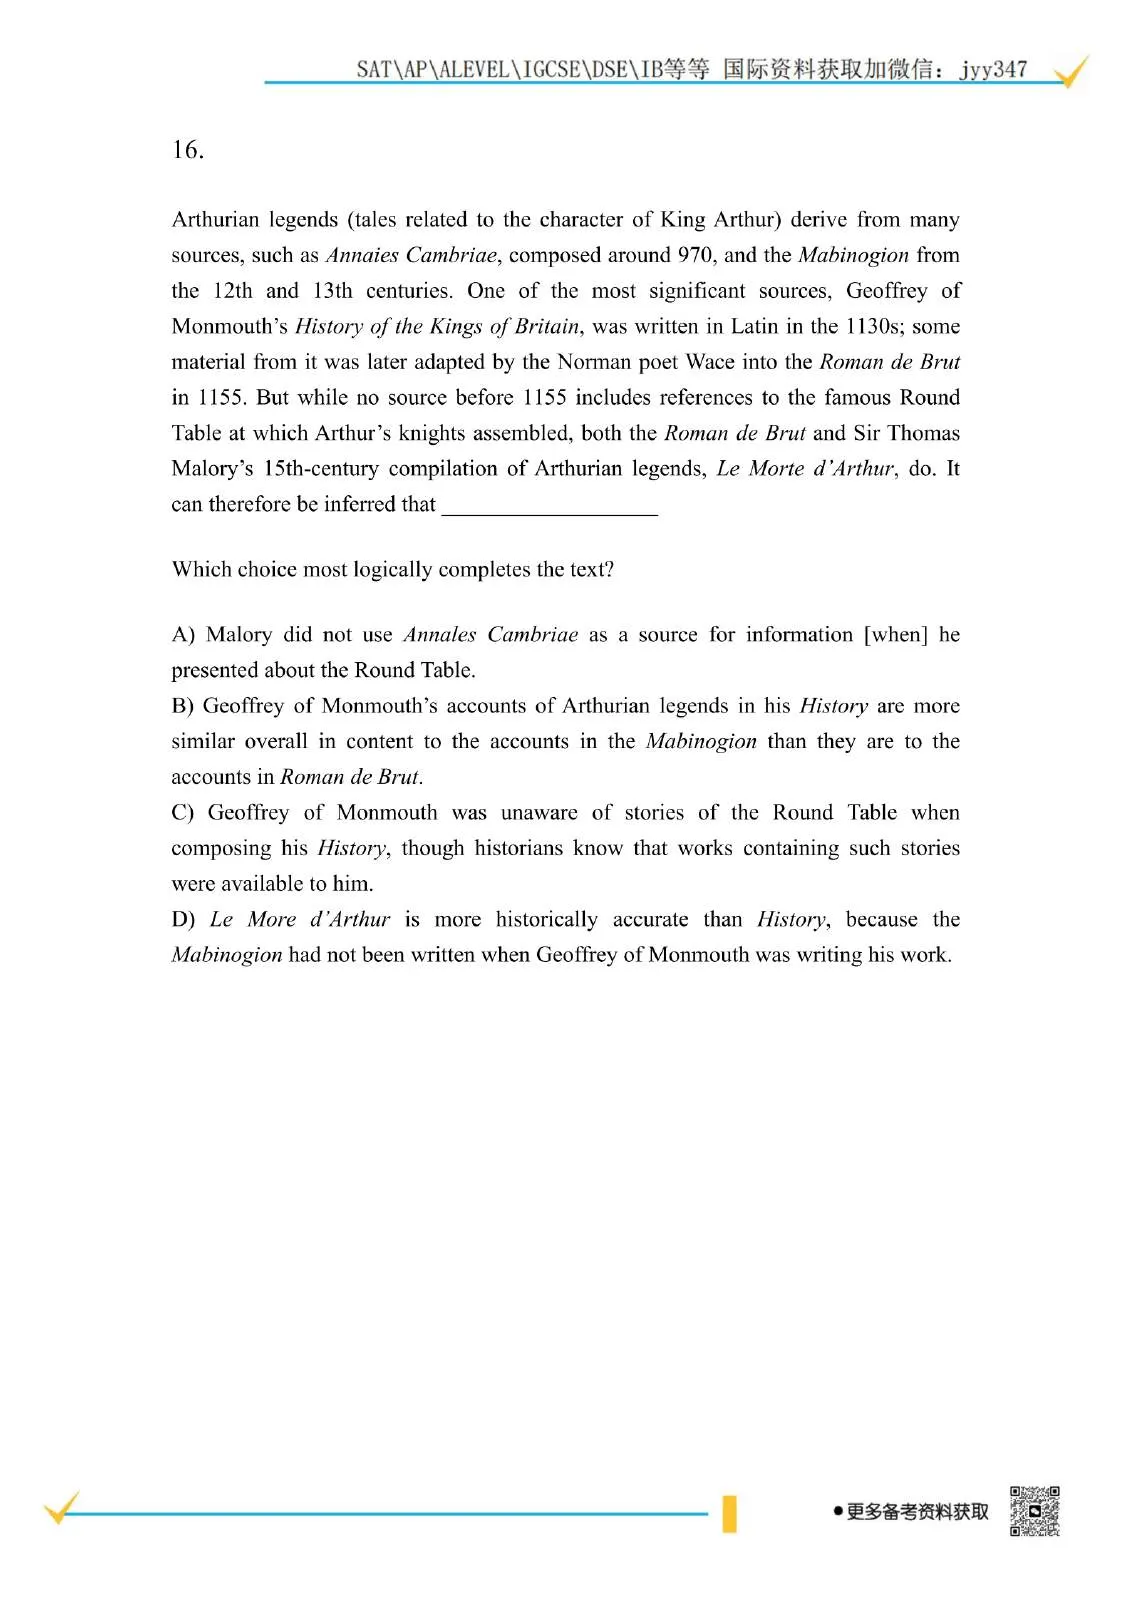 SAT\AP\ALEVEL\IGCSE\DSE\IB等等 国际资料获取加微信：jyy347
16.
Arthurian legends (tales related to the character of King Arthur) derive from many
sources, such as Annaies Cambriae, composed around 970, and the Mabinogion from
the 12th and 13th centuries. One of the most significant sources, Geoffrey of
Monmouth's History of the Kings of Britain, was written in Latin in the 1130s; some
material from it was later adapted by the Norman poet Wace into the Roman de Brut
in 1155. But while no source before 1155 includes references to the famous Round
Table at which Arthur's knights assembled, both the Roman de Brut and Sir Thomas
Malory's 15th-century compilation of Arthurian legends, Le Morte d'Arthur, do. It
can therefore be inferred that ____________________
Which choice most logically completes the text?
A) Malory did not use Annales Cambriae as a source for information [when] he
presented about the Round Table.
B) Geoffrey of Monmouth's accounts of Arthurian legends in his History are more
similar overall in content to the accounts in the Mabinogion than they are to the
accounts in Roman de Brut.
C) Geoffrey of Monmouth was unaware of stories of the Round Table when
composing his History, though historians know that works containing such stories
were available to him.
D) Le More d'Arthur is more historically accurate than History, because the
Mabinogion had not been written when Geoffrey of Monmouth was writing his work.
●更多备考资料获取